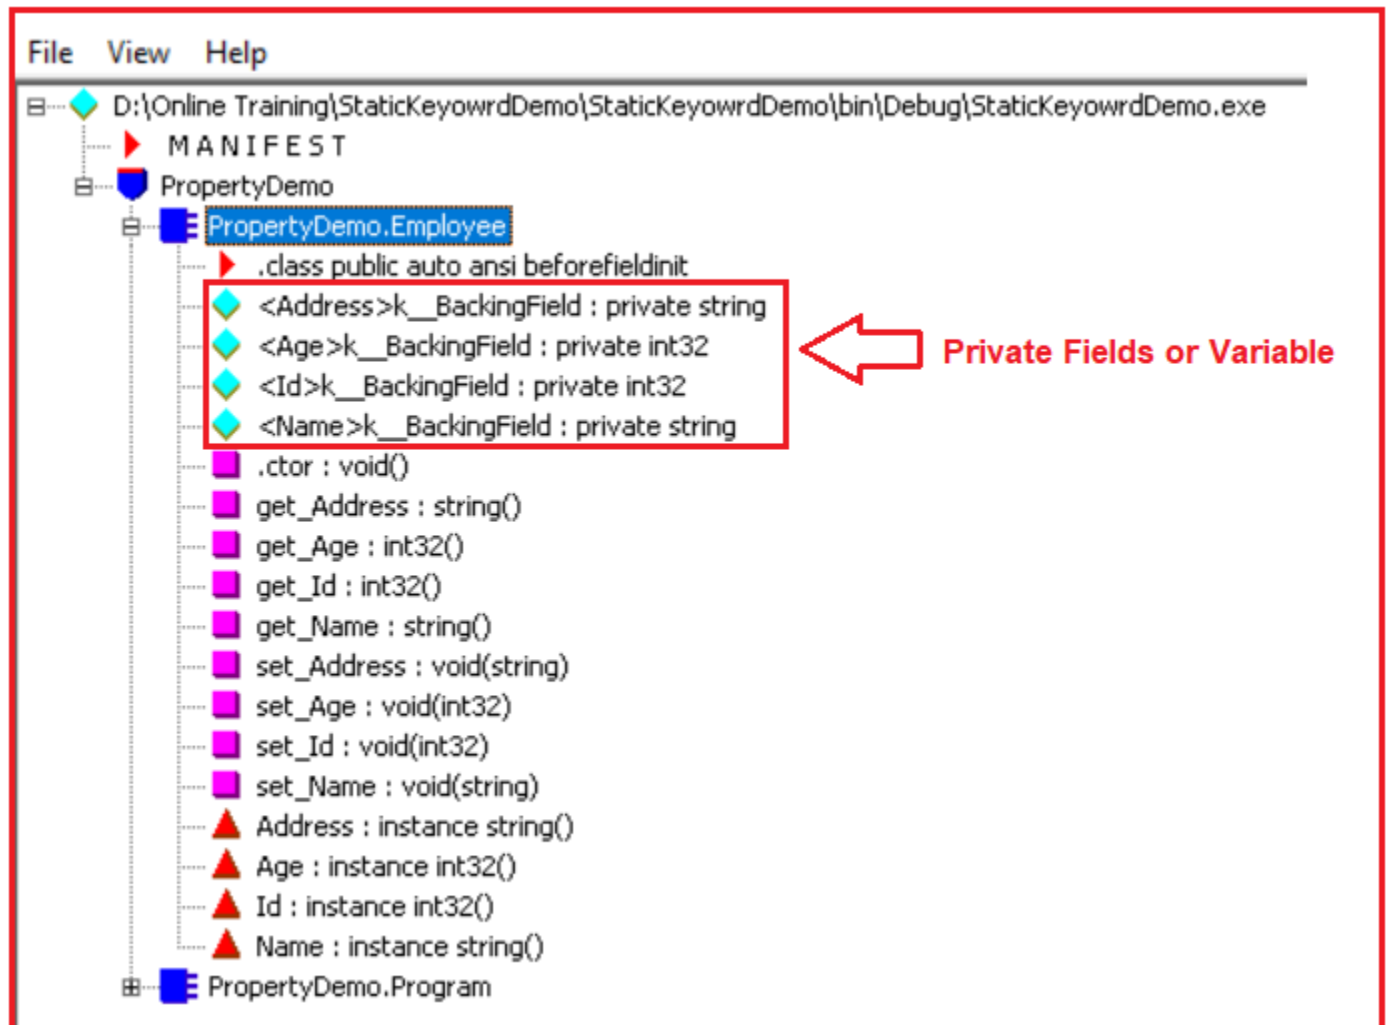 File View Help
D:\Online Training\StaticKeyowrdDemo\StaticKeyowrdDemo\bin\Debug\StaticKeyowrdDemo.exe
M A N I F E S T
PropertyDemo
PropertyDemo.Employee
.class public auto ansi beforefieldinit
<Address>k__BackingField : private string
<Age>k__BackingField : private int32
Private Fields or Variable
<Id>k__BackingField : private int32
<Name>k__BackingField : private string
.ctor : void()
get_Address : string()
get_Age : int32()
get_Id : int32()
get_Name : string()
set_Address : void(string)
set_Age : void(int32)
set_Id : void(int32)
set_Name : void(string)
Address : instance string()
Age : instance int32()
Id : instance int32()
Name : instance string()
PropertyDemo.Program